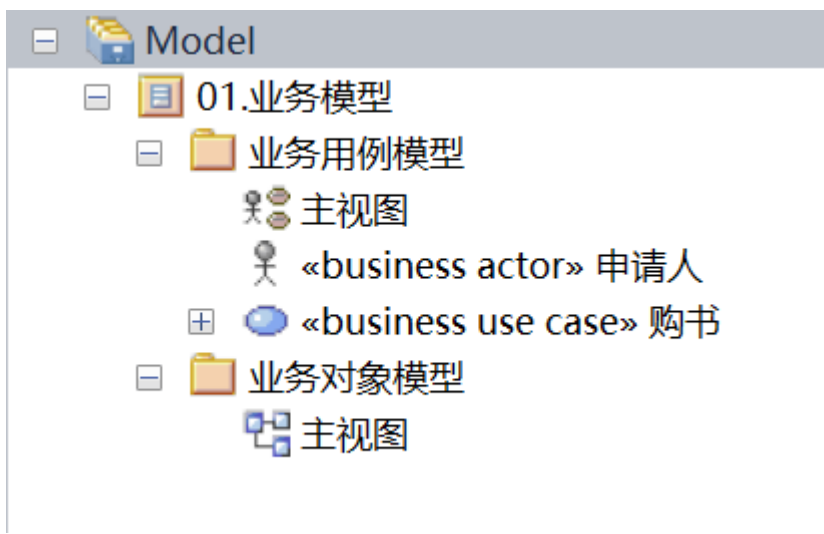 Model
01.业务模型
业务用例模型
主视图
«business actor» 申请人
«business use case» 购书
业务对象模型
主视图